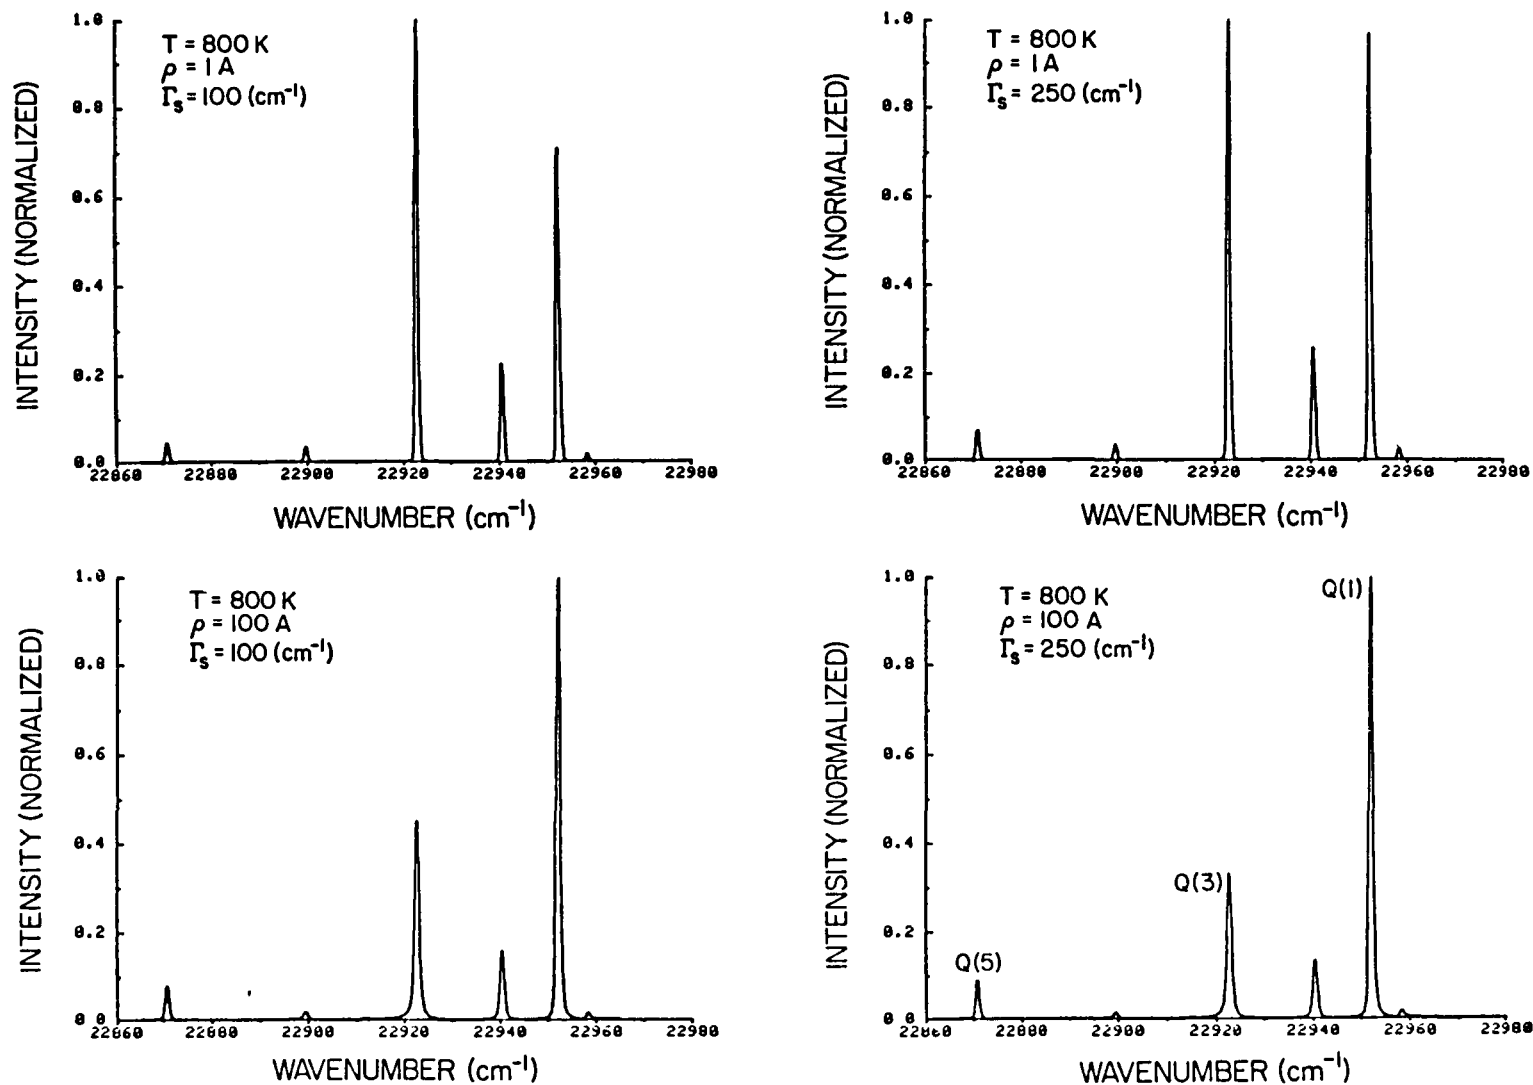 T = 800 K
ρ = 1 A
Γs = 100 (cm⁻¹)
INTENSITY (NORMALIZED)
1.0
0.8
0.6
0.4
0.2
0.0
22860 22880 22900 22920 22940 22960 22980
WAVENUMBER (cm⁻¹)
T = 800 K
ρ = 1 A
Γs = 250 (cm⁻¹)
INTENSITY (NORMALIZED)
1.0
0.8
0.6
0.4
0.2
0.0
22860 22880 22900 22920 22940 22960 22980
WAVENUMBER (cm⁻¹)
T = 800 K
ρ = 100 A
Γs = 100 (cm⁻¹)
INTENSITY (NORMALIZED)
1.0
0.8
0.6
0.4
0.2
0.0
22860 22880 22900 22920 22940 22960 22980
WAVENUMBER (cm⁻¹)
T = 800 K
ρ = 100 A
Γs = 250 (cm⁻¹)
Q(1)
Q(3)
Q(5)
INTENSITY (NORMALIZED)
1.0
0.8
0.6
0.4
0.2
0.0
22860 22880 22900 22920 22940 22960 22980
WAVENUMBER (cm⁻¹)